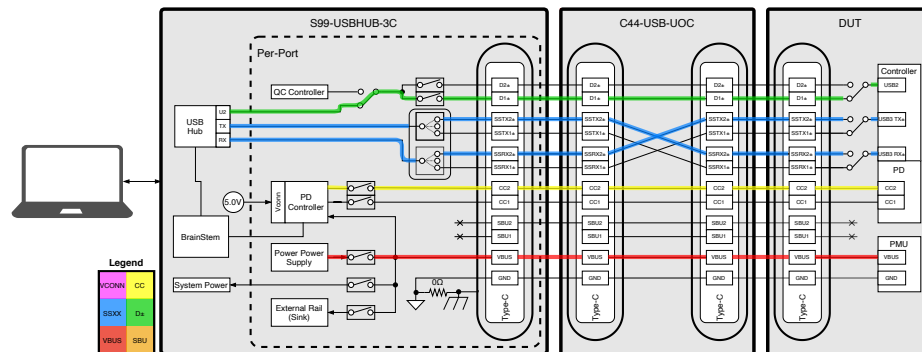 S99-USBHUB-3C
C44-USB-UOC
DUT
Per-Port
Controller
QC Controller
D2±
D2±
D2±
D2±
USB2
D1±
D1±
D1±
D1±
USB
Hub
U2
TX
RX
SSTX2±
SSTX2±
SSTX2±
SSTX2±
USB3 TX±
SSTX1±
SSTX1±
SSTX1±
SSTX1±
SSRX2±
SSRX2±
SSRX2±
SSRX2±
USB3 RX±
SSRX1±
SSRX1±
SSRX1±
SSRX1±
PD
5.0V
Vconn
PD
Controller
CC2
CC2
CC2
CC2
CC2
CC1
CC1
CC1
CC1
CC1
BrainStem
SBU2
SBU2
SBU2
SBU2
SBU1
SBU1
SBU1
SBU1
PMU
Power Power
Supply
VBUS
VBUS
VBUS
VBUS
VBUS
System Power
0Ω
GND
GND
GND
GND
GND
External Rail
(Sink)
Type-C
Type-C
Type-C
Type-C
Legend
VCONN
CC
SSXX
D±
VBUS
SBU